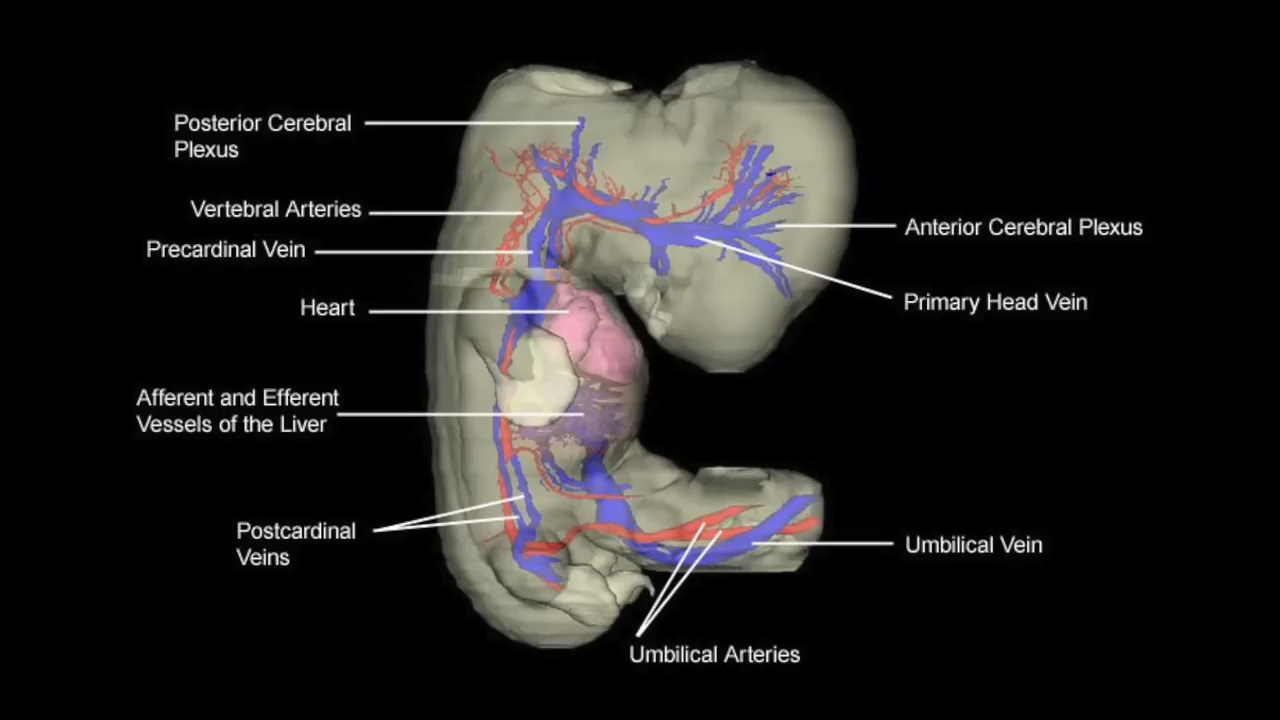 Posterior Cerebral
Plexus
Vertebral Arteries
Precardinal Vein
Heart
Afferent and Efferent
Vessels of the Liver
Postcardinal
Veins
Anterior Cerebral Plexus
Primary Head Vein
Umbilical Vein
Umbilical Arteries